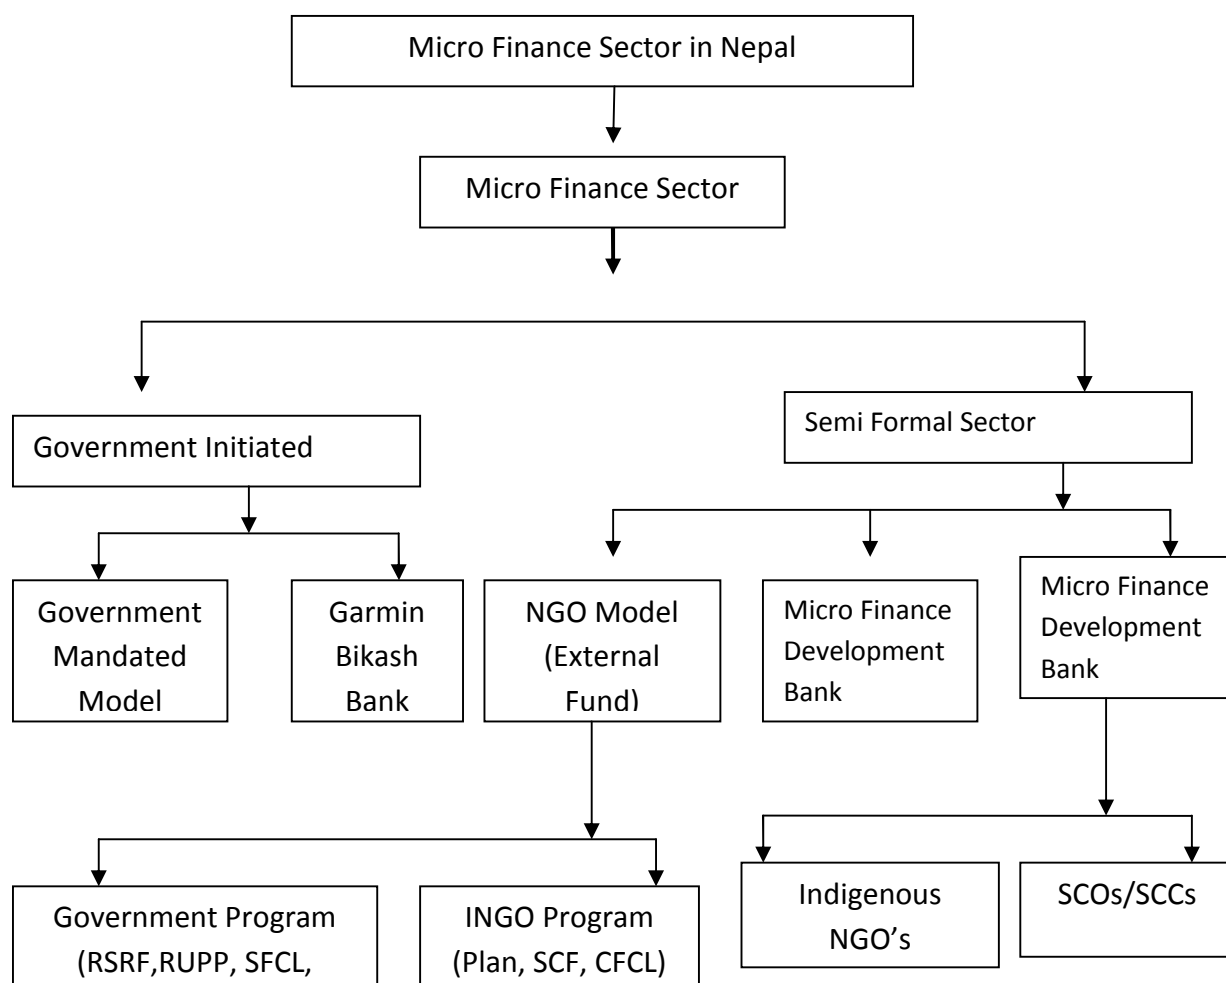 Micro Finance Sector in Nepal
Micro Finance Sector
Government Initiated
Semi Formal Sector
Government
Mandated
Model
Garmin
Bikash
Bank
NGO Model
(External
Fund)
Micro Finance
Development
Bank
Micro Finance
Development
Bank
Government Program
(RSRF,RUPP, SFCL,
INGO Program
(Plan, SCF, CFCL)
Indigenous
NGO’s
SCOs/SCCs